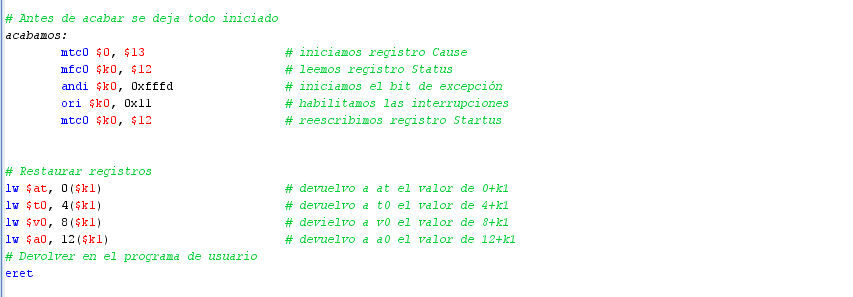 # Antes de acabar se deja todo iniciado
acabamos:
mtc0 $0, $13 # iniciamos registro Cause
mfc0 $k0, $12 # leemos registro Status
andi $k0, 0xfffd # iniciamos el bit de excepción
ori $k0, 0x11 # habilitamos las interrupciones
mtc0 $k0, $12 # reescribimos registro Startus
# Restaurar registros
lw $at, 0($k1) # devuelvo a at el valor de 0+k1
lw $t0, 4($k1) # devuelvo a t0 el valor de 4+k1
lw $v0, 8($k1) # devielvo a v0 el valor de 8+k1
lw $a0, 12($k1) # devuelvo a a0 el valor de 12+k1
# Devolver en el programa de usuario
eret